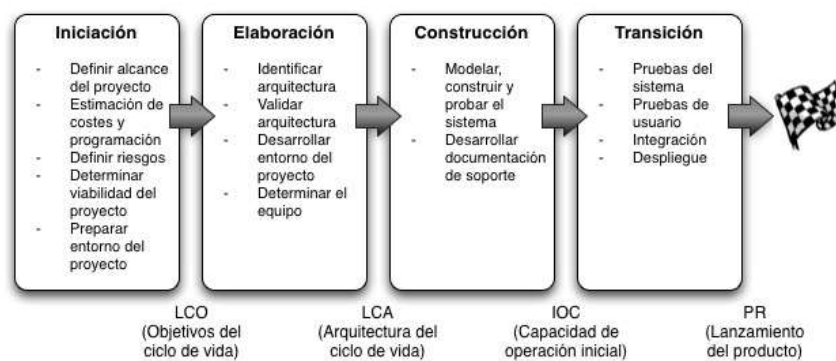 Iniciación
- Definir alcance
del proyecto
- Estimación de
costes y
programación
- Definir riesgos
- Determinar
viabilidad del
proyecto
- Preparar
entorno del
proyecto
Elaboración
- Identificar
arquitectura
- Validar
arquitectura
- Desarrollar
entorno del
proyecto
- Determinar el
equipo
Construcción
- Modelar,
construir y
probar el
sistema
- Desarrollar
documentación
de soporte
Transición
- Pruebas del
sistema
- Pruebas de
usuario
- Integración
- Despliegue
LCO
(Objetivos del
ciclo de vida)
LCA
(Arquitectura del
ciclo de vida)
IOC
(Capacidad de
operación inicial)
PR
(Lanzamiento
del producto)